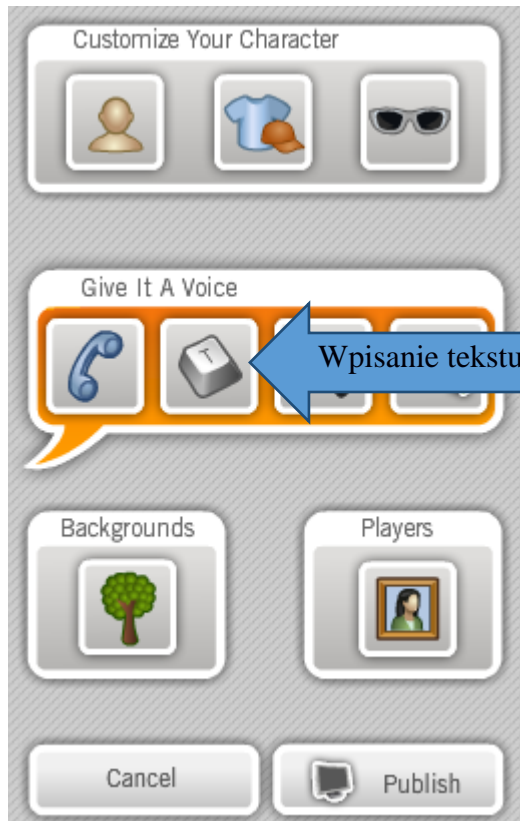 Customize Your Character
Give It A Voice
T
Wpisanie tekstu
Backgrounds
Players
Cancel
Publish